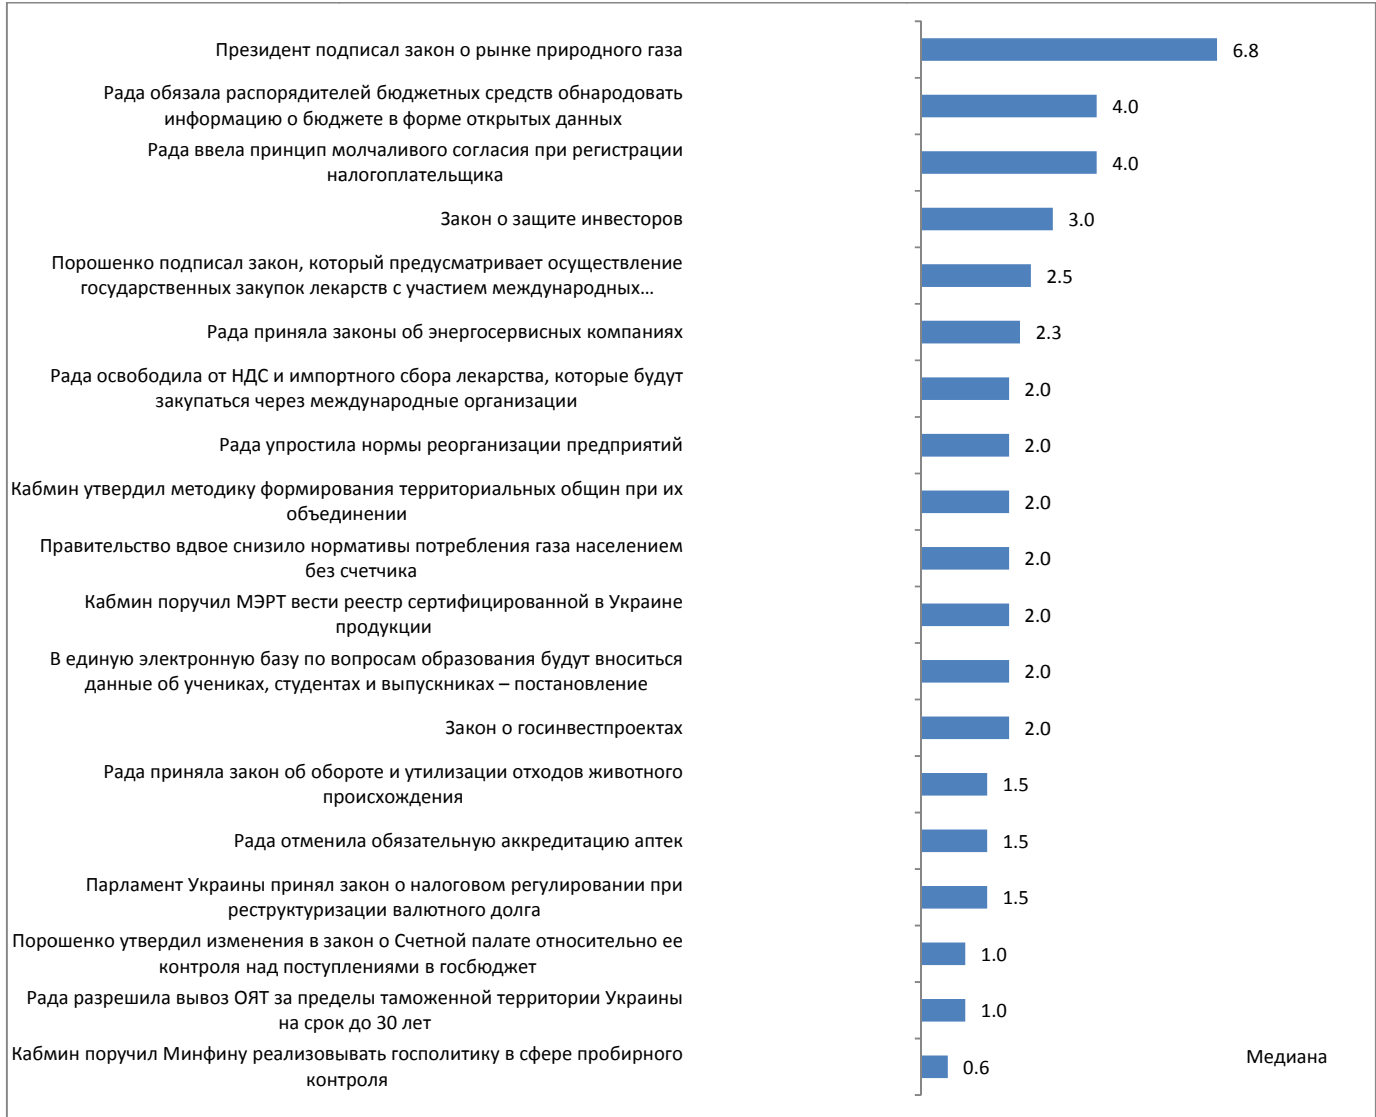 Президент подписал закон о рынке природного газа
6.8
Рада обязала распорядителей бюджетных средств обнародовать
информацию о бюджете в форме открытых данных
4.0
Рада ввела принцип молчаливого согласия при регистрации
налогоплательщика
4.0
Закон о защите инвесторов
3.0
Порошенко подписал закон, который предусматривает осуществление
государственных закупок лекарств с участием международных…
2.5
Рада приняла законы об энергосервисных компаниях
2.3
Рада освободила от НДС и импортного сбора лекарства, которые будут
закупаться через международные организации
2.0
Рада упростила нормы реорганизации предприятий
2.0
Кабмин утвердил методику формирования территориальных общин при их
объединении
2.0
Правительство вдвое снизило нормативы потребления газа населением
без счетчика
2.0
Кабмин поручил МЭРТ вести реестр сертифицированной в Украине
продукции
2.0
В единую электронную базу по вопросам образования будут вноситься
данные об учениках, студентах и выпускниках – постановление
2.0
Закон о госинвестпроектах
2.0
Рада приняла закон об обороте и утилизации отходов животного
происхождения
1.5
Рада отменила обязательную аккредитацию аптек
1.5
Парламент Украины принял закон о налоговом регулировании при
реструктуризации валютного долга
1.5
Порошенко утвердил изменения в закон о Счетной палате относительно ее
контроля над поступлениями в госбюджет
1.0
Рада разрешила вывоз ОЯТ за пределы таможенной территории Украины
на срок до 30 лет
1.0
Кабмин поручил Минфину реализовывать госполитику в сфере пробирного
контроля
0.6
Медиана